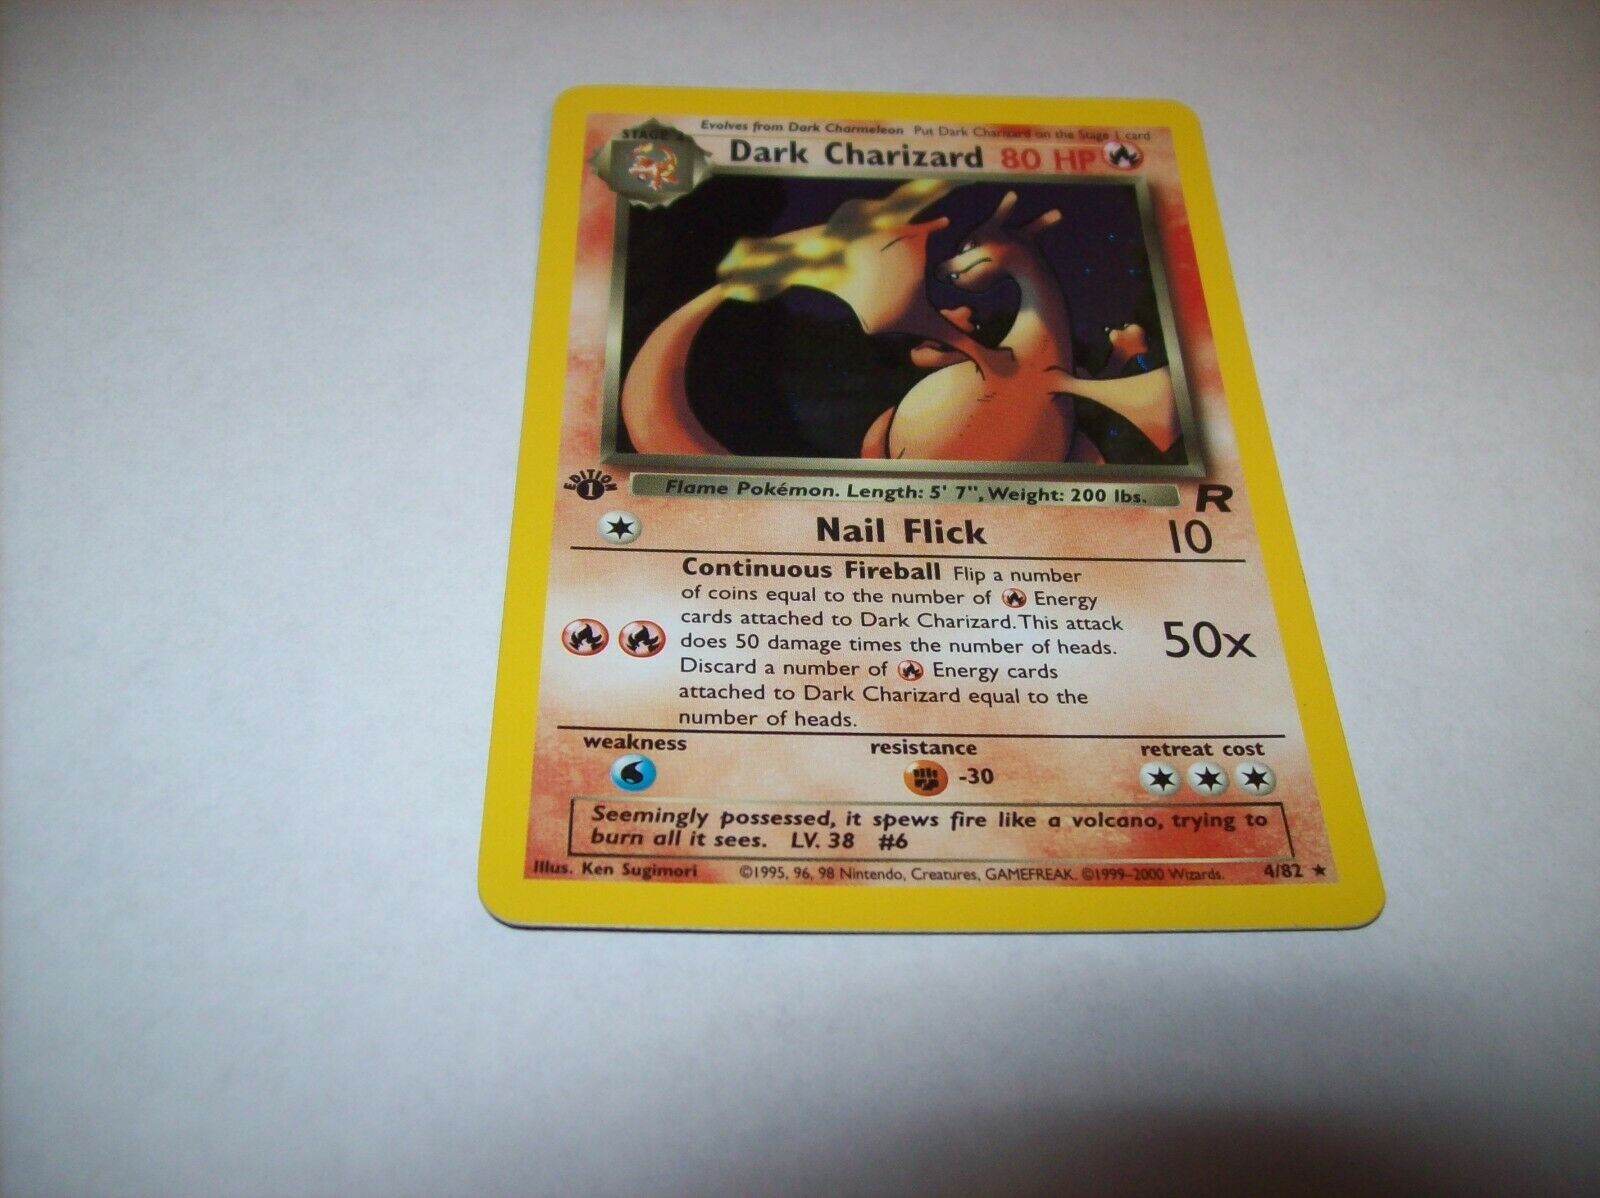 Evolves from Dark Charmeleon Put Dark Charizard on the Stage 1 card
STAGE 2
Dark Charizard 80 HP
EDITION 1
Flame Pokémon. Length: 5' 7", Weight: 200 lbs.
R
Nail Flick 10
Continuous Fireball Flip a number
of coins equal to the number of Energy
cards attached to Dark Charizard. This attack
does 50 damage times the number of heads.
Discard a number of Energy cards
attached to Dark Charizard equal to the
number of heads.
50x
weakness resistance retreat cost
-30
Seemingly possessed, it spews fire like a volcano, trying to
burn all it sees. LV. 38 #6
Illus. Ken Sugimori ©1995, 96, 98 Nintendo, Creatures, GAMEFREAK. ©1999-2000 Wizards. 4/82 ★